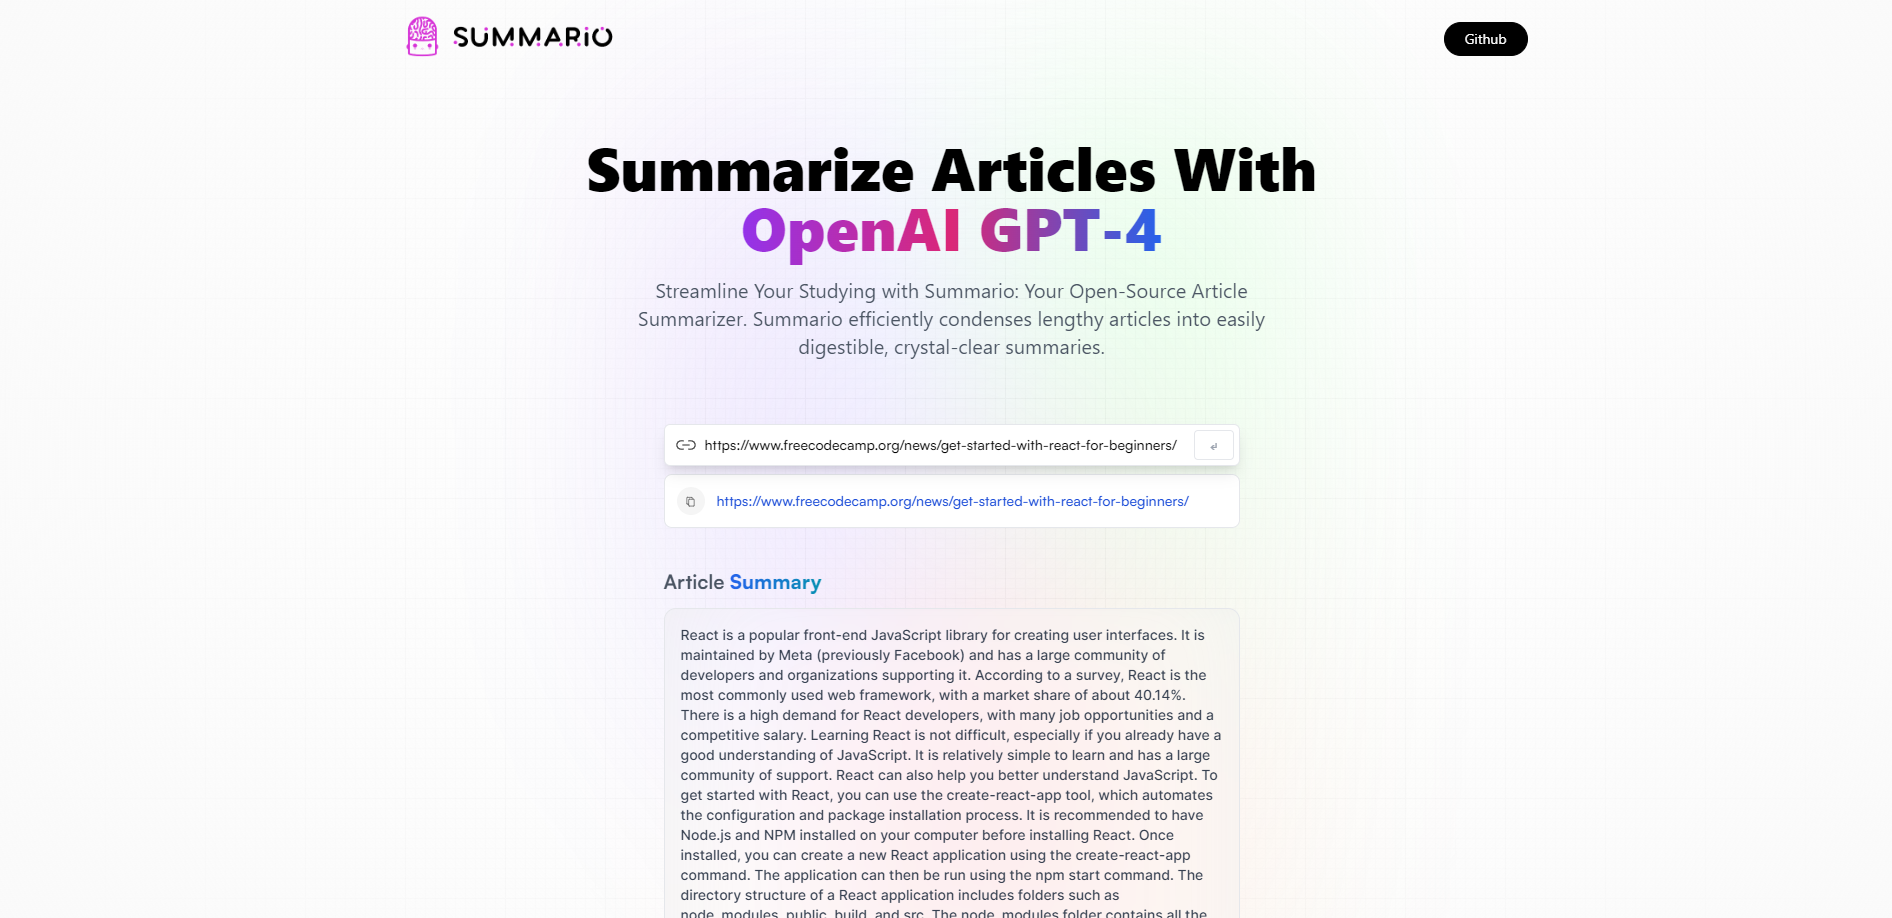 SUMMARIO
Github
Summarize Articles With
OpenAI GPT-4
Streamline Your Studying with Summario: Your Open-Source Article
Summarizer. Summario efficiently condenses lengthy articles into easily
digestible, crystal-clear summaries.
https://www.freecodecamp.org/news/get-started-with-react-for-beginners/
https://www.freecodecamp.org/news/get-started-with-react-for-beginners/
Article Summary
React is a popular front-end JavaScript library for creating user interfaces. It is
maintained by Meta (previously Facebook) and has a large community of
developers and organizations supporting it. According to a survey, React is the
most commonly used web framework, with a market share of about 40.14%.
There is a high demand for React developers, with many job opportunities and a
competitive salary. Learning React is not difficult, especially if you already have a
good understanding of JavaScript. It is relatively simple to learn and has a large
community of support. React can also help you better understand JavaScript. To
get started with React, you can use the create-react-app tool, which automates
the configuration and package installation process. It is recommended to have
Node.js and NPM installed on your computer before installing React. Once
installed, you can create a new React application using the create-react-app
command. The application can then be run using the npm start command. The
directory structure of a React application includes folders such as
node_modules, public, build, and src. The node_modules folder contains all the